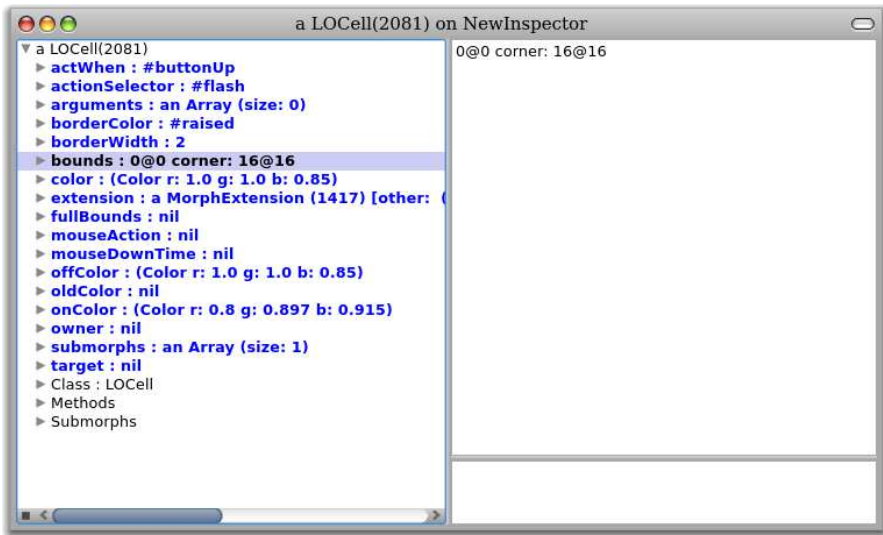 a LOCell(2081) on NewInspector
a LOCell(2081)
actWhen : #buttonUp
actionSelector : #flash
arguments : an Array (size: 0)
borderColor : #raised
borderWidth : 2
bounds : 0@0 corner: 16@16
color : (Color r: 1.0 g: 1.0 b: 0.85)
extension : a MorphExtension (1417) [other: (
fullBounds : nil
mouseAction : nil
mouseDownTime : nil
offColor : (Color r: 1.0 g: 1.0 b: 0.85)
oldColor : nil
onColor : (Color r: 0.8 g: 0.897 b: 0.915)
owner : nil
submorphs : an Array (size: 1)
target : nil
Class : LOCell
Methods
Submorphs
0@0 corner: 16@16